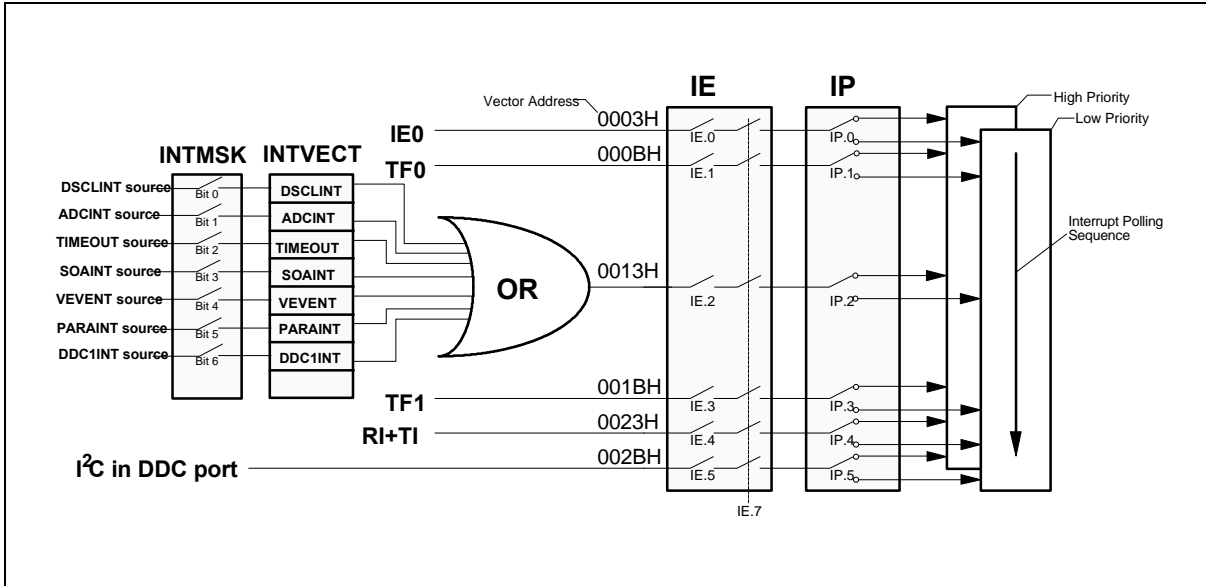 IE
IP
Vector Address
High Priority
Low Priority
IE0
0003H
IE.0
IP.0
INTMSK
INTVECT
TF0
000BH
IE.1
IP.1
DSCLINT source
Bit 0
DSCLINT
ADCINT source
Bit 1
ADCINT
TIMEOUT source
Bit 2
TIMEOUT
SOAINT source
Bit 3
SOAINT
VEVENT source
Bit 4
VEVENT
PARAINT source
Bit 5
PARAINT
DDC1INT source
Bit 6
DDC1INT
OR
0013H
IE.2
IP.2
Interrupt Polling
Sequence
TF1
001BH
IE.3
IP.3
RI+TI
0023H
IE.4
IP.4
I²C in DDC port
002BH
IE.5
IP.5
IE.7